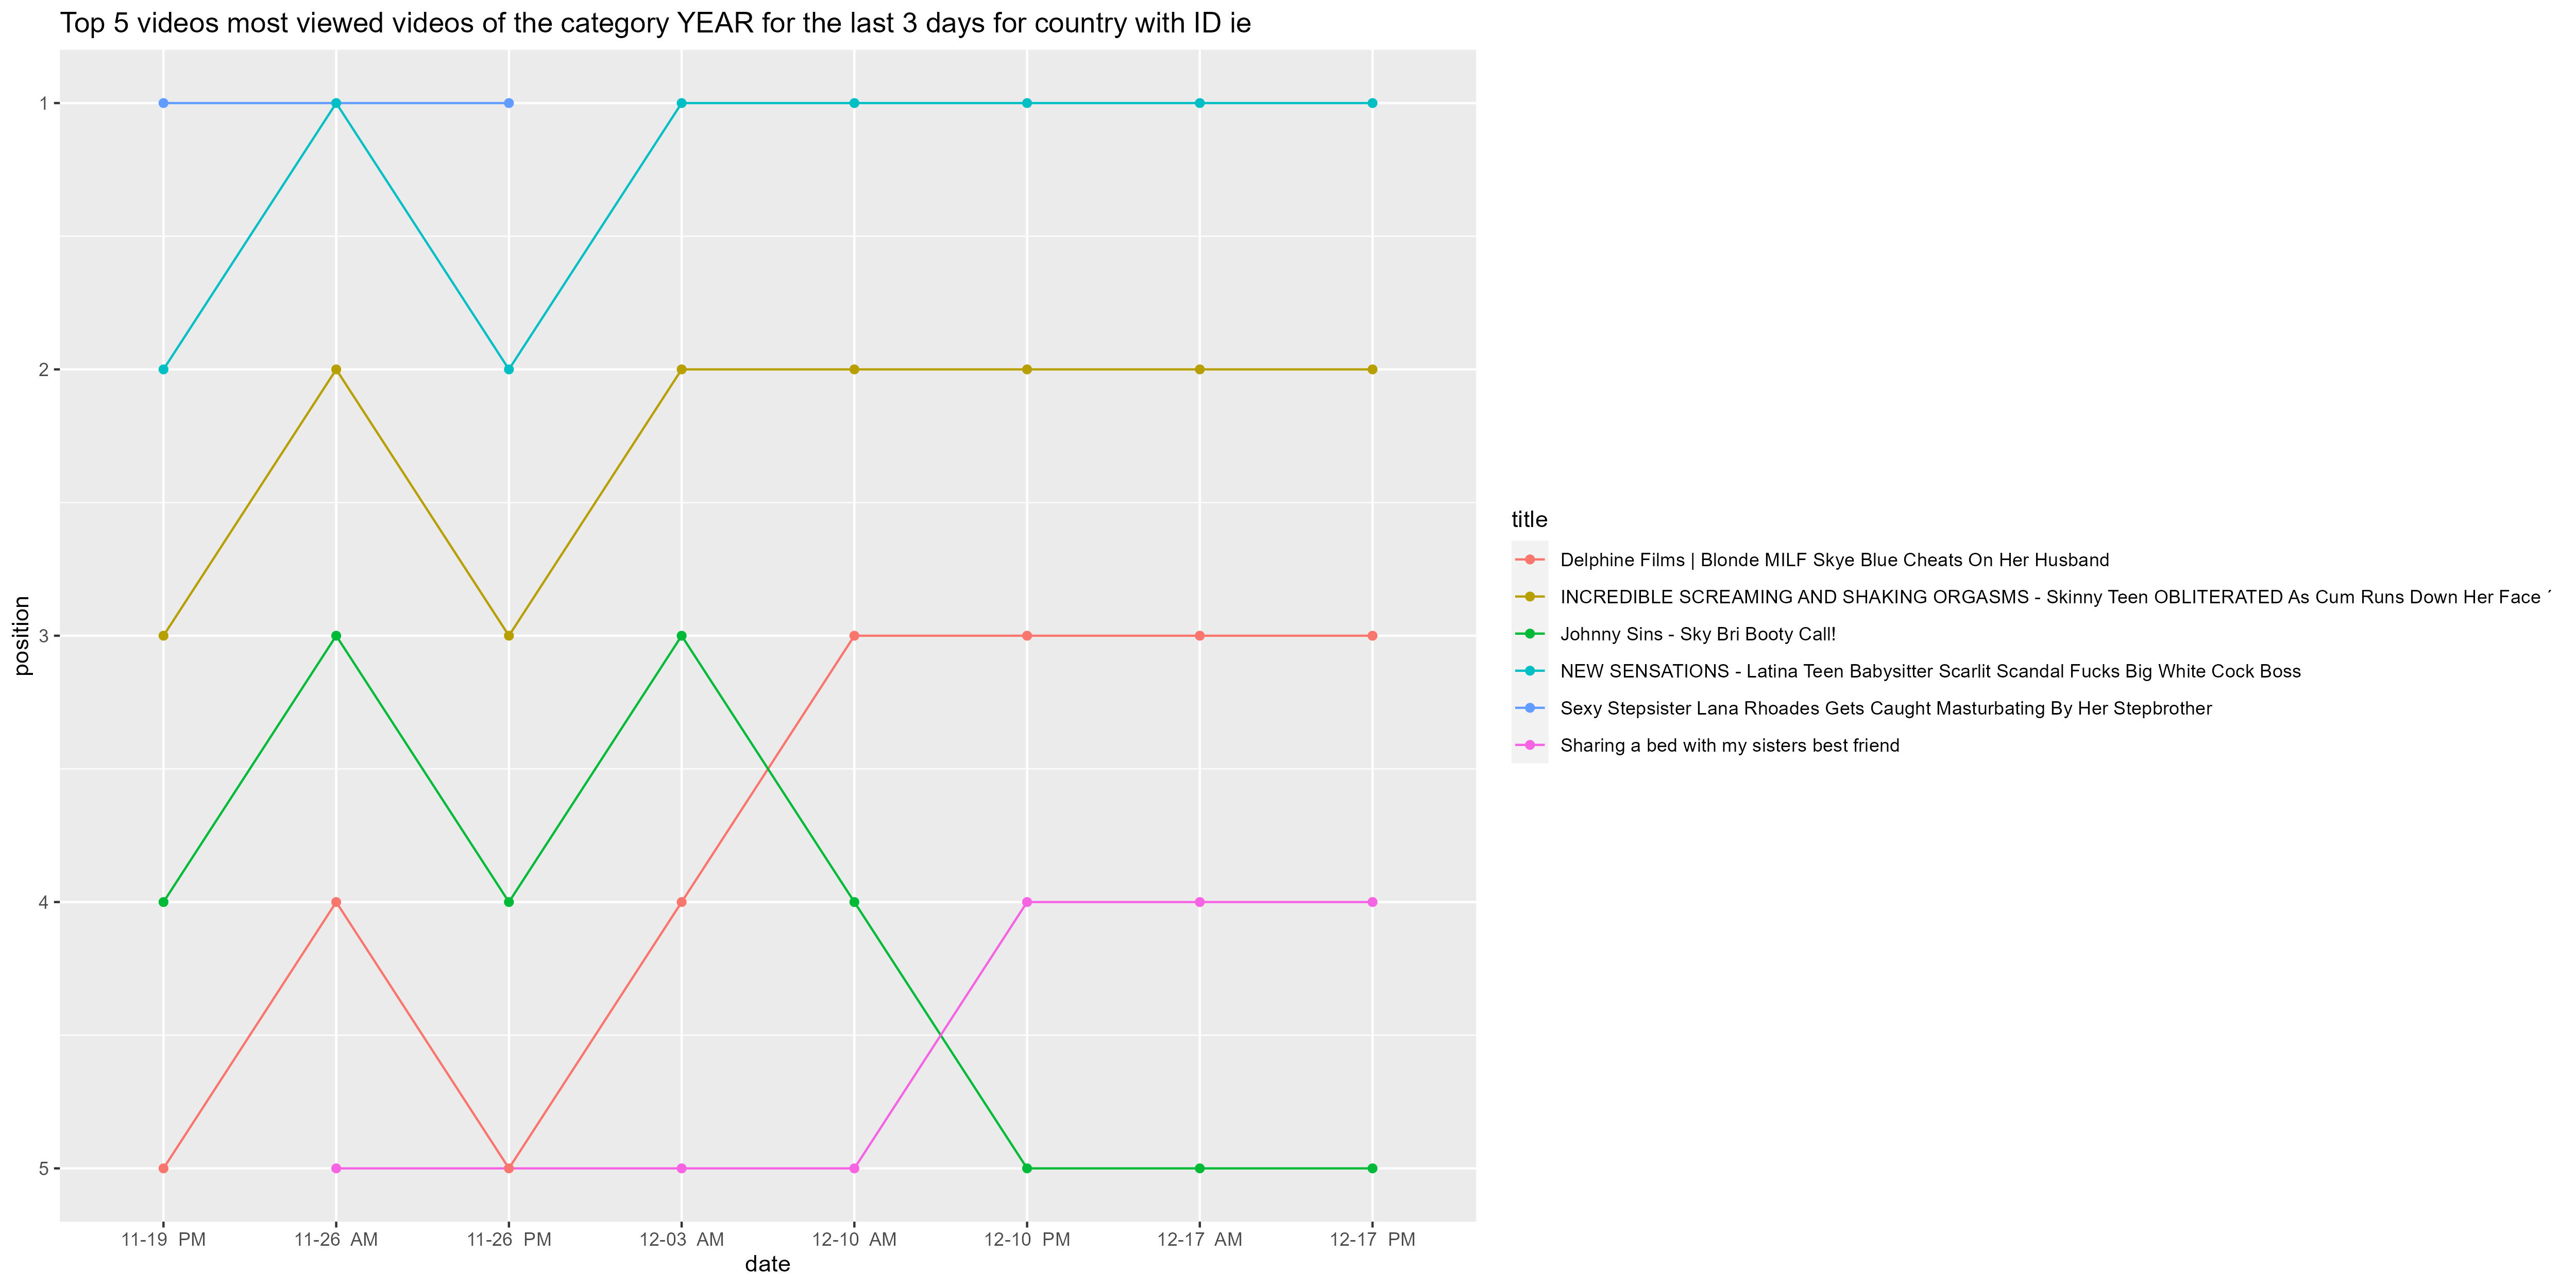 Top 5 videos most viewed videos of the category YEAR for the last 3 days for country with ID ie
1
2
3
4
5
position
11-19 PM
11-26 AM
11-26 PM
12-03 AM
12-10 AM
12-10 PM
12-17 AM
12-17 PM
date
title
Delphine Films | Blonde MILF Skye Blue Cheats On Her Husband
INCREDIBLE SCREAMING AND SHAKING ORGASMS - Skinny Teen OBLITERATED As Cum Runs Down Her Face
Johnny Sins - Sky Bri Booty Call!
NEW SENSATIONS - Latina Teen Babysitter Scarlit Scandal Fucks Big White Cock Boss
Sexy Stepsister Lana Rhoades Gets Caught Masturbating By Her Stepbrother
Sharing a bed with my sisters best friend